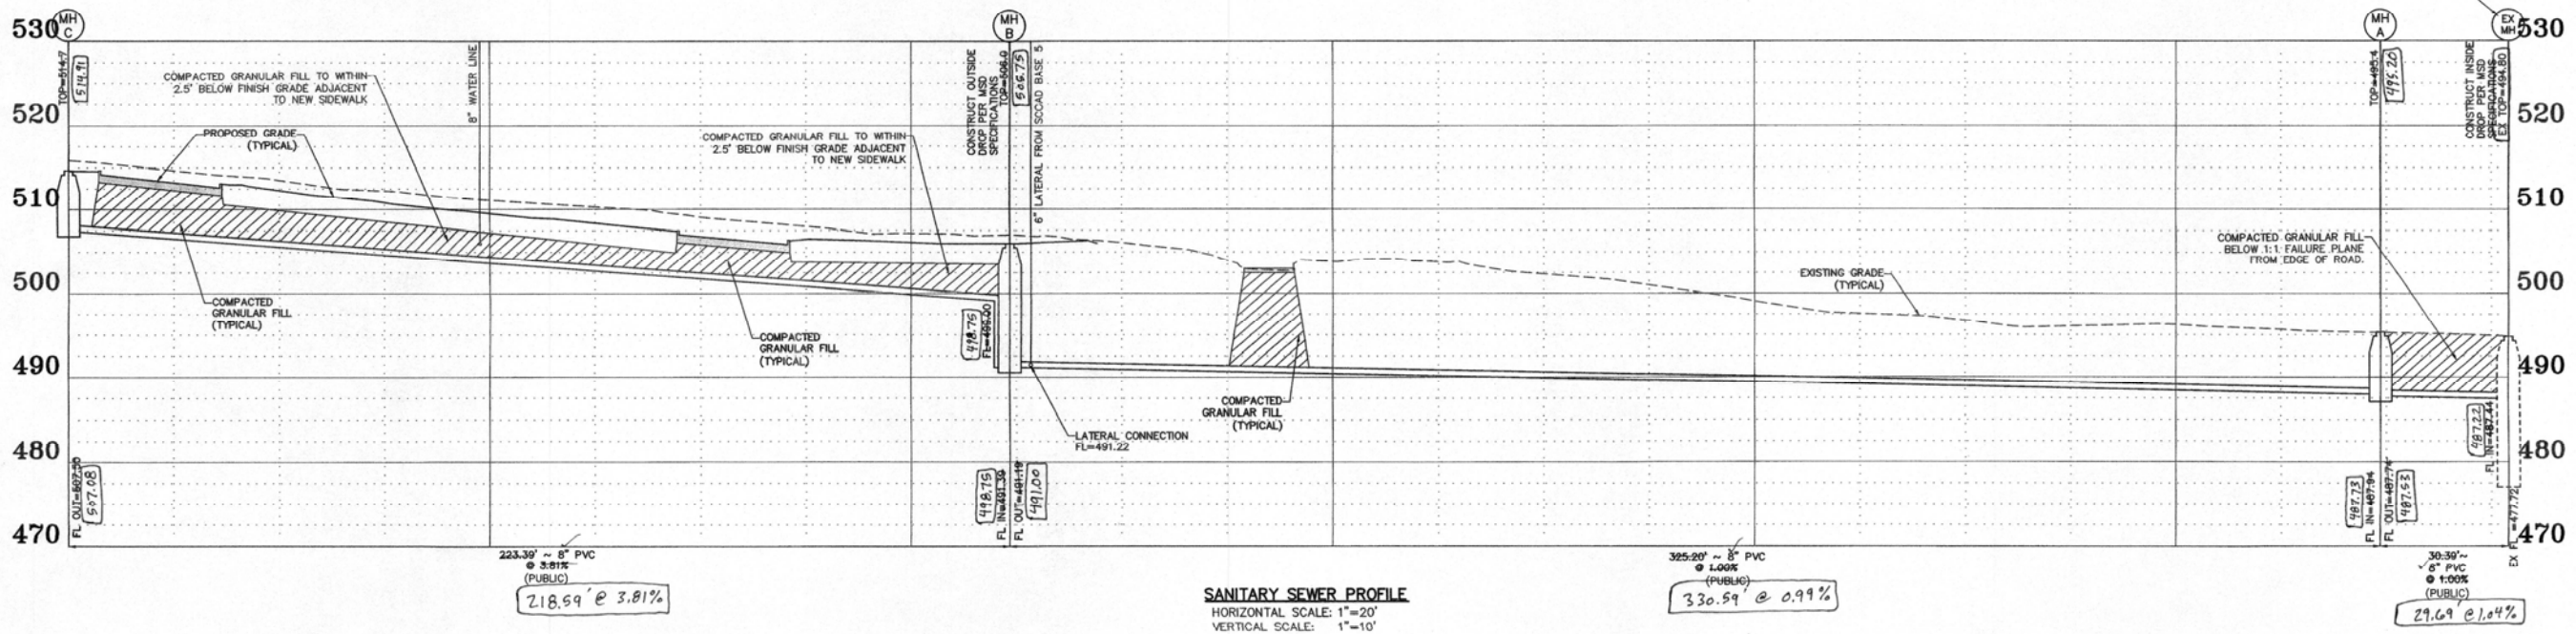 530
MH
C
MH
B
MH
A
EX
MH
530
TOP=514.7
514.91
COMPACTED GRANULAR FILL TO WITHIN
2.5' BELOW FINISH GRADE ADJACENT
TO NEW SIDEWALK
8" WATER LINE
CONSTRUCT OUTSIDE
DROP PER MSD
SPECIFICATIONS
TOP=506.0
506.75
6" LATERAL FROM SOCAD BASE 5
TOP=495.4
495.20
CONSTRUCT INSIDE
DROP PER MSD
SPECIFICATIONS
EX TOP=494.80
520
520
PROPOSED GRADE
(TYPICAL)
COMPACTED GRANULAR FILL TO WITHIN
2.5' BELOW FINISH GRADE ADJACENT
TO NEW SIDEWALK
510
510
COMPACTED GRANULAR FILL
BELOW 1:1 FAILURE PLANE
FROM EDGE OF ROAD.
500
500
EXISTING GRADE
(TYPICAL)
COMPACTED
GRANULAR FILL
(TYPICAL)
498.75
FL=499.00
COMPACTED
GRANULAR FILL
(TYPICAL)
490
490
COMPACTED
GRANULAR FILL
(TYPICAL)
LATERAL CONNECTION
FL=491.22
487.22
FL IN=487.44
480
480
FL OUT=507.50
507.08
498.75
FL IN=491.39
FL OUT=491.19
491.00
487.73
FL IN=487.94
FL OUT=487.74
487.53
EX FL=477.72
470
470
223.39' ~ 8" PVC
@ 3.81%
(PUBLIC)
218.59' @ 3.81%
325.20' ~ 8" PVC
@ 1.00%
(PUBLIC)
330.59' @ 0.99%
30.39'~
8" PVC
@ 1.00%
(PUBLIC)
29.69' @ 1.04%
SANITARY SEWER PROFILE
HORIZONTAL SCALE: 1"=20'
VERTICAL SCALE: 1"=10'